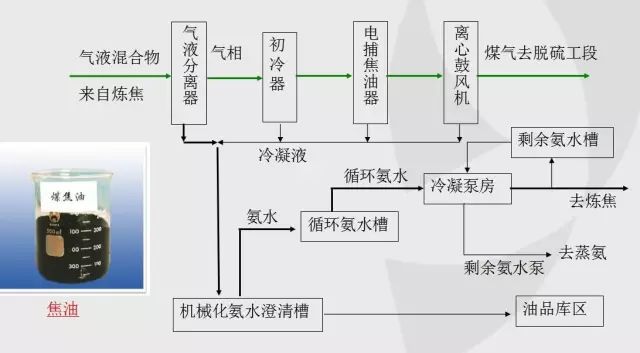 气液混合物
来自炼焦
气液分离器
气相
初冷器
电捕焦油器
离心鼓风机
煤气去脱硫工段
冷凝液
剩余氨水槽
循环氨水
冷凝泵房
去炼焦
氨水
循环氨水槽
剩余氨水泵
去蒸氨
煤焦油
焦油
机械化氨水澄清槽
油品库区